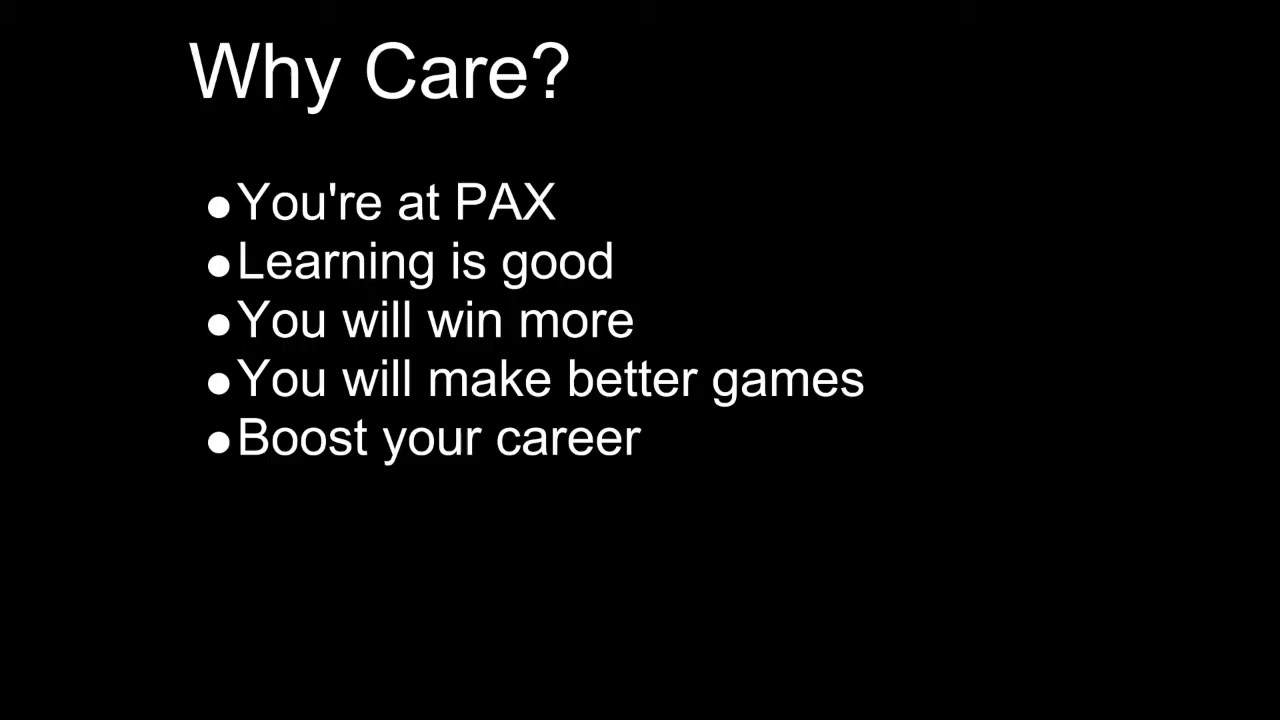 Why Care?
●You're at PAX
●Learning is good
●You will win more
●You will make better games
●Boost your career